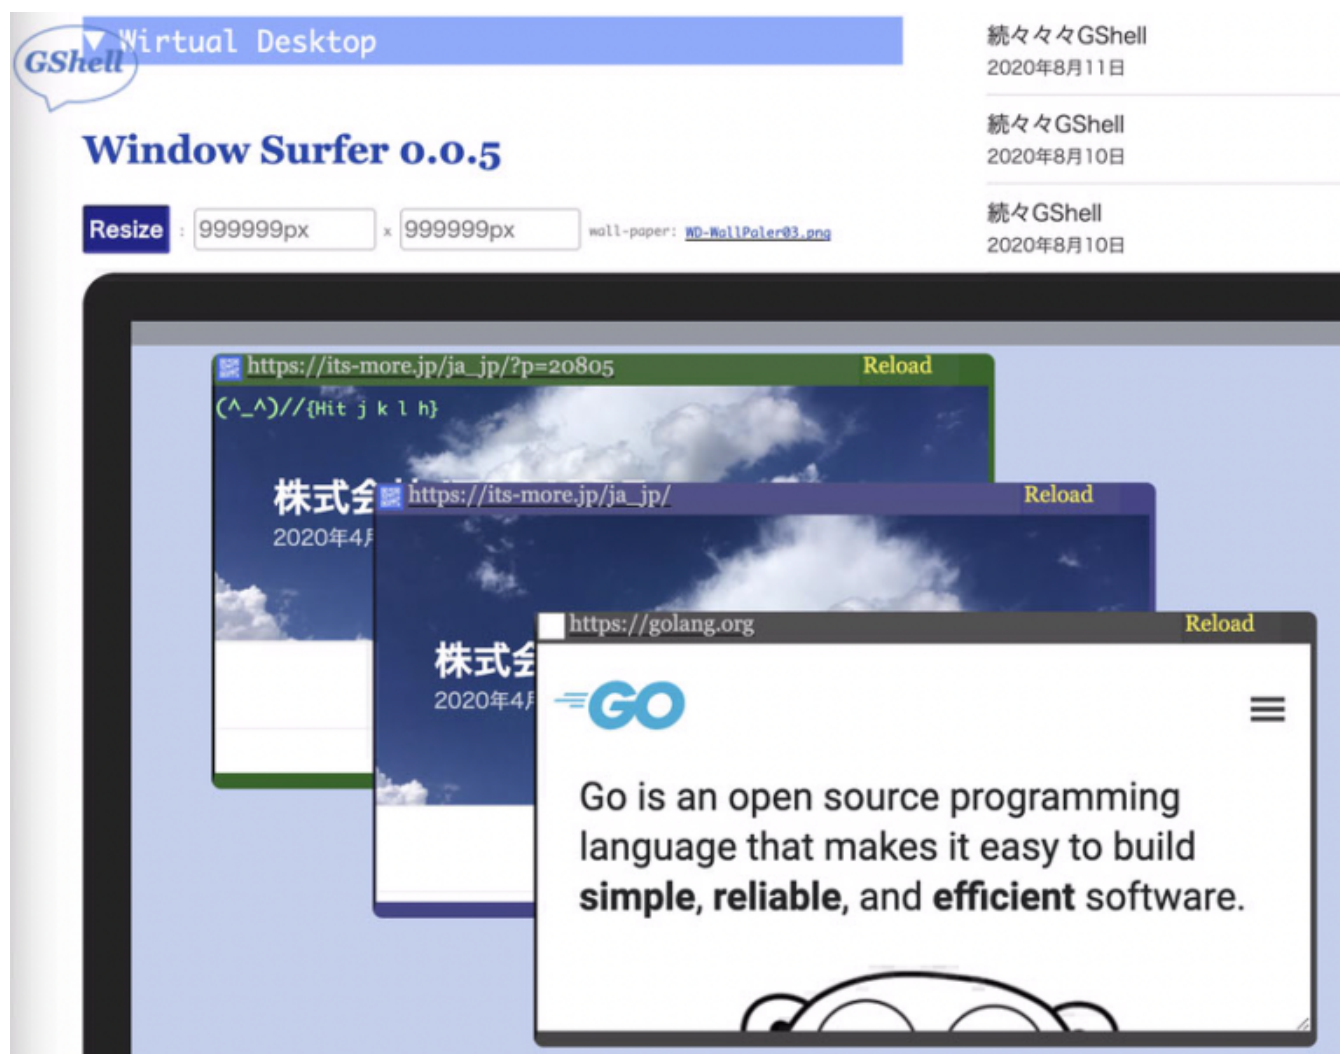 ▼ Wirtual Desktop
GShell
Window Surfer 0.0.5
Resize : 999999px x 999999px wall-paper: WD-WallPaler03.png
続々々々GShell
2020年8月11日
続々々GShell
2020年8月10日
続々GShell
2020年8月10日
https://its-more.jp/ja_jp/?p=20805 Reload
(^_^)//{Hit j k l h}
株式会
2020年4月
https://its-more.jp/ja_jp/ Reload
株式会
2020年4月
https://golang.org Reload
GO
Go is an open source programming
language that makes it easy to build
simple, reliable, and efficient software.